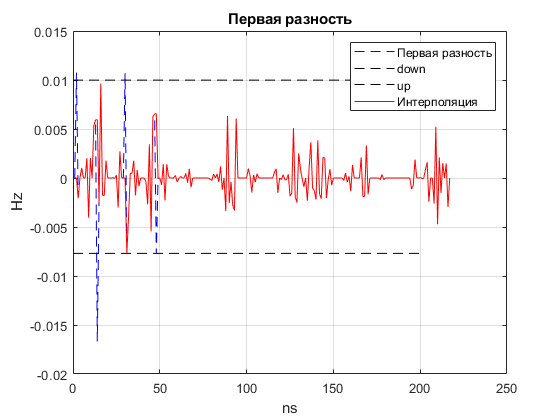 Первая разность
0.015
0.01
0.005
0
-0.005
-0.01
-0.015
-0.02
Hz
0
50
100
150
200
250
ns
Первая разность
down
up
Интерполяция